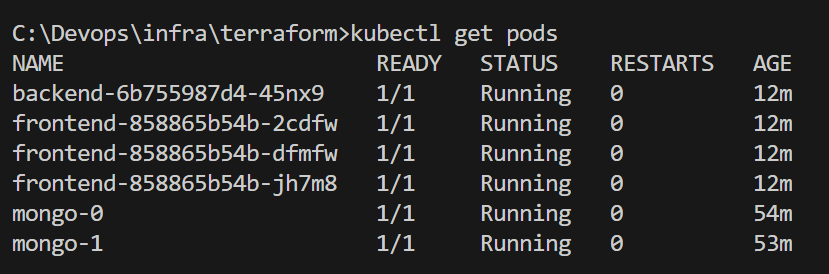 C:\Devops\infra\terraform>kubectl get pods
NAME READY STATUS RESTARTS AGE
backend-6b755987d4-45nx9 1/1 Running 0 12m
frontend-858865b54b-2cdfw 1/1 Running 0 12m
frontend-858865b54b-dfmfw 1/1 Running 0 12m
frontend-858865b54b-jh7m8 1/1 Running 0 12m
mongo-0 1/1 Running 0 54m
mongo-1 1/1 Running 0 53m